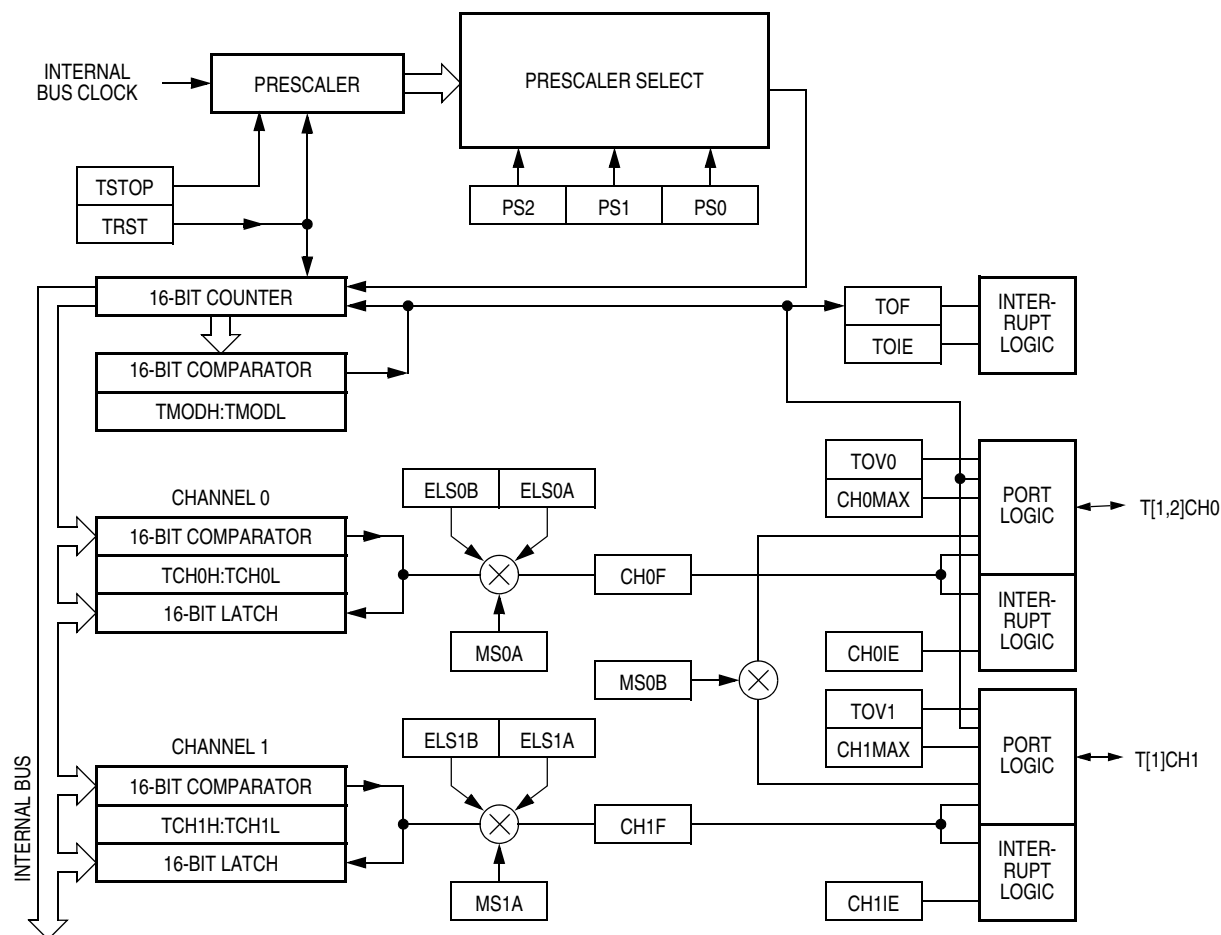 INTERNAL
BUS CLOCK
PRESCALER
PRESCALER SELECT
TSTOP
TRST
PS2
PS1
PS0
16-BIT COUNTER
TOF
TOIE
INTER-
RUPT
LOGIC
16-BIT COMPARATOR
TMODH:TMODL
CHANNEL 0
16-BIT COMPARATOR
TCH0H:TCH0L
16-BIT LATCH
ELS0B
ELS0A
MS0A
CH0F
TOV0
CH0MAX
PORT
LOGIC
T[1,2]CH0
INTER-
RUPT
LOGIC
CH0IE
MS0B
CHANNEL 1
16-BIT COMPARATOR
TCH1H:TCH1L
16-BIT LATCH
ELS1B
ELS1A
MS1A
CH1F
TOV1
CH1MAX
PORT
LOGIC
T[1]CH1
INTER-
RUPT
LOGIC
CH1IE
INTERNAL BUS